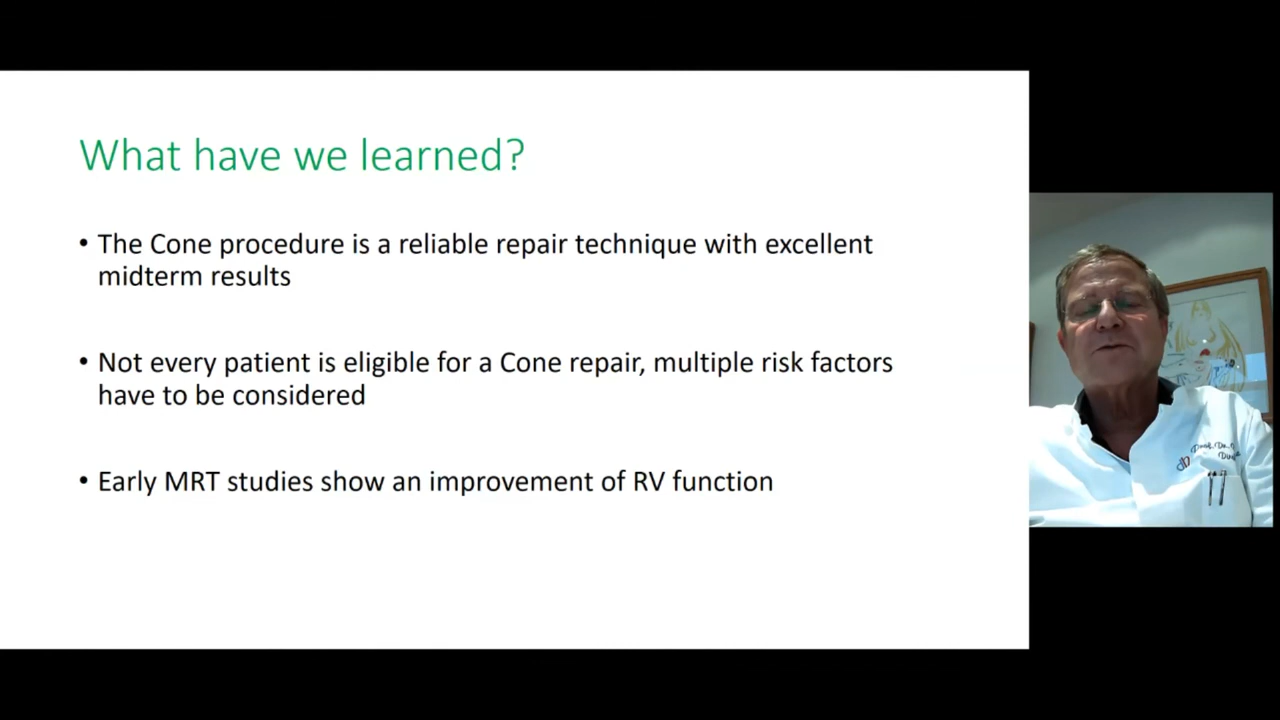 What have we learned?
• The Cone procedure is a reliable repair technique with excellent
midterm results
• Not every patient is eligible for a Cone repair, multiple risk factors
have to be considered
• Early MRT studies show an improvement of RV function
Prof. Dr.